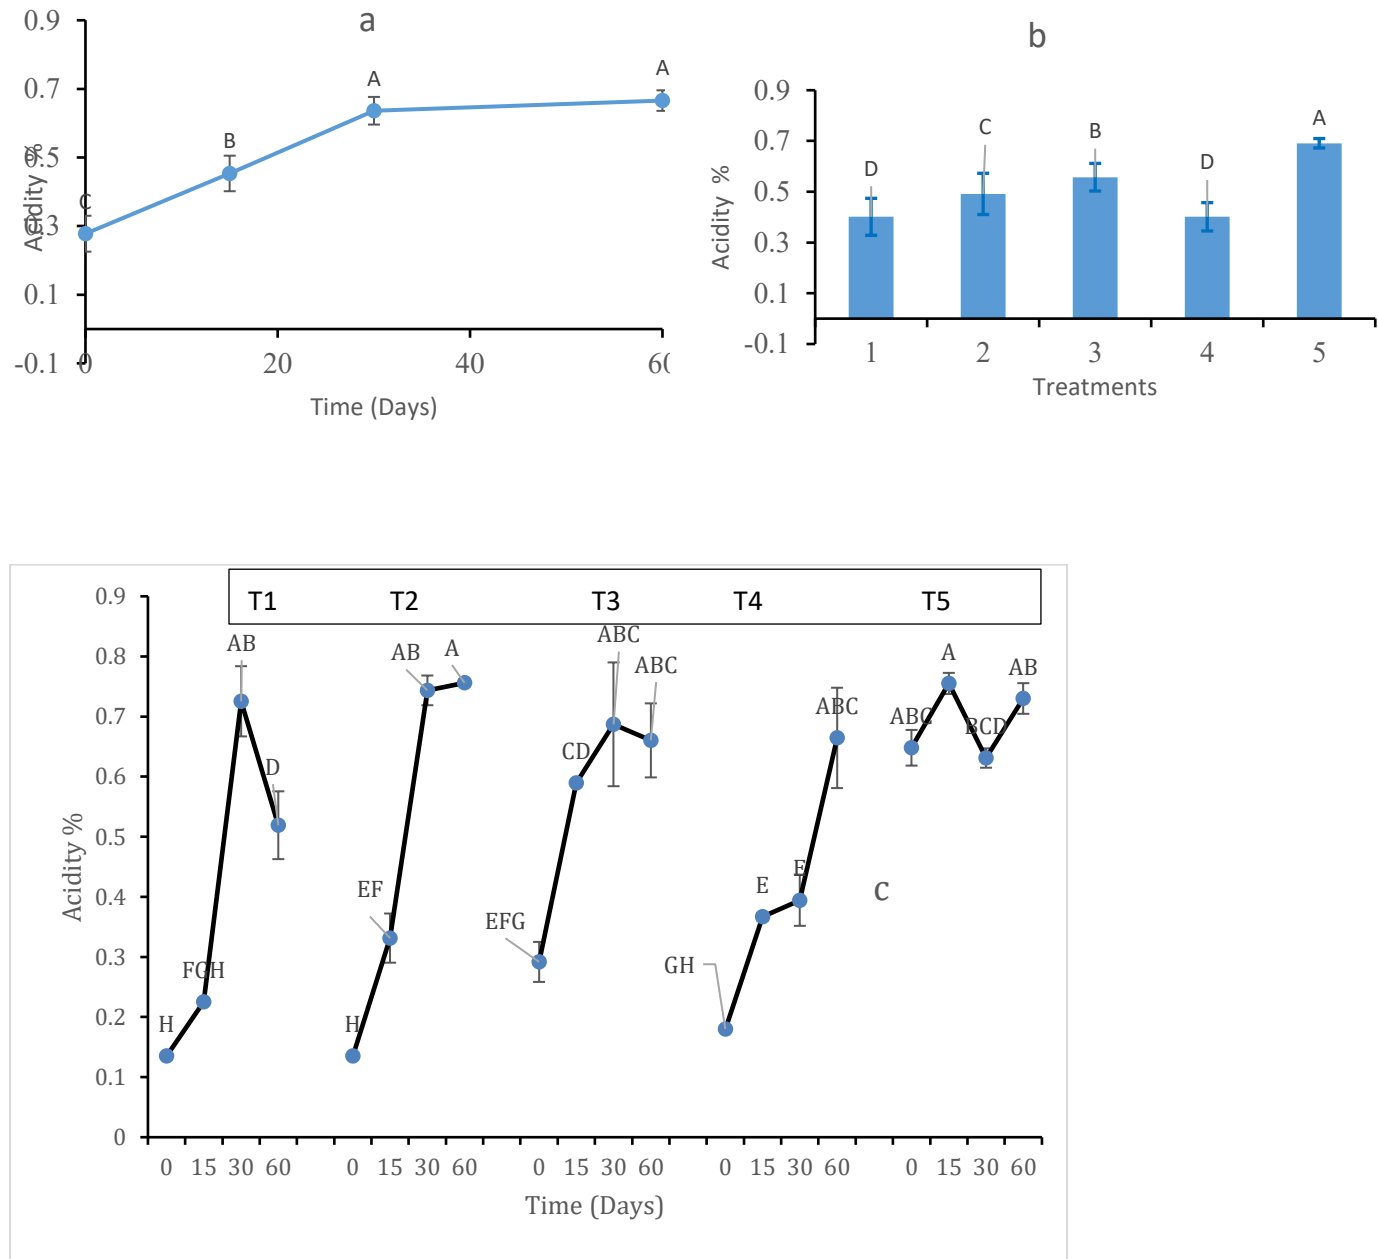 a
0.9
0.7
0.5
0.3
0.1
-0.1
Acidity %
C
B
A
A
0 20 40 60
Time (Days)
b
0.9
0.7
0.5
0.3
0.1
-0.1
Acidity %
D
C
B
D
A
1 2 3 4 5
Treatments
T1 T2 T3 T4 T5
0.9
0.8
0.7
0.6
0.5
0.4
0.3
0.2
0.1
0
Acidity %
H
FGH
AB
D
H
EF
AB
A
EFG
CD
ABC
ABC
GH
E
E
ABC
ABC
A
BCD
AB
c
0 15 30 60 0 15 30 60 0 15 30 60 0 15 30 60 0 15 30 60
Time (Days)